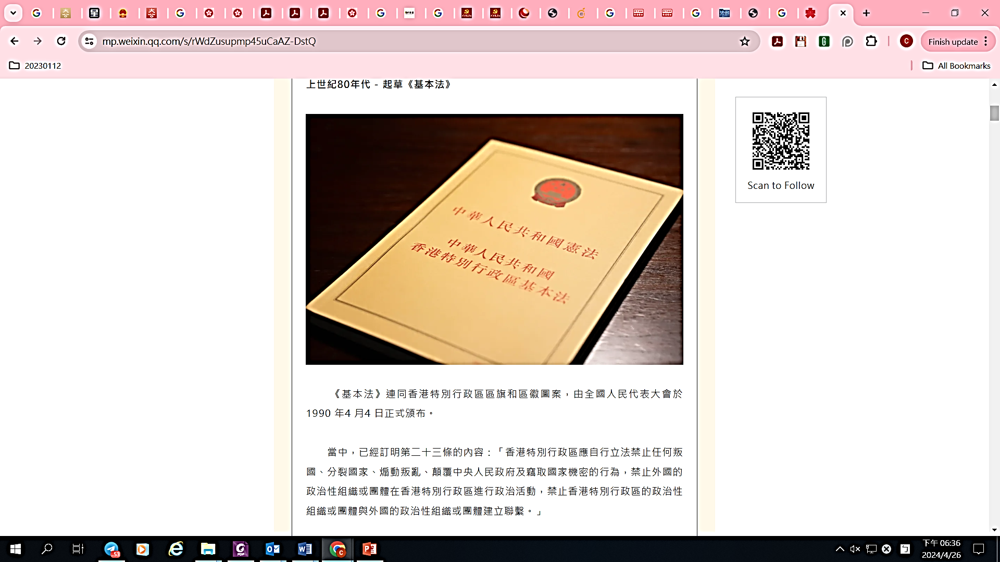 mp.weixin.qq.com/s/rWdZusupmp45uCaAZ-DstQ
Finish update
20230112
All Bookmarks
上世紀80年代 - 起草《基本法》
中華人民共和國憲法
中華人民共和國
香港特別行政區基本法
Scan to Follow
《基本法》連同香港特別行政區區旗和區徽圖案，由全國人民代表大會於
1990 年4 月4 日正式頒布。
當中，已經訂明第二十三條的內容：「香港特別行政區應自行立法禁止任何叛
國、分裂國家、煽動叛亂、顛覆中央人民政府及竊取國家機密的行為，禁止外國的
政治性組織或團體在香港特別行政區進行政治活動，禁止香港特別行政區的政治性
組織或團體與外國的政治性組織或團體建立聯繫。」
53
下午 06:36
2024/4/26